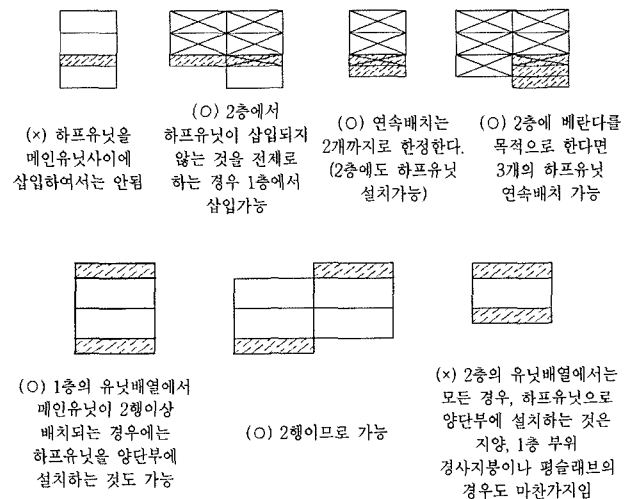 (×) 하프유닛을
메인유닛사이에
삽입하여서는 안됨
(○) 2층에서
하프유닛이 삽입되지
않는 것을 전제로
하는 경우 1층에서
삽입가능
(○) 연속배치는
2개까지로 한정한다.
(2층에도 하프유닛
설치가능)
(○) 2층에 베란다를
목적으로 한다면
3개의 하프유닛
연속배치 가능
(○) 1층의 유닛배열에서
메인유닛이 2행이상
배치되는 경우에는
하프유닛을 양단부에
설치하는 것도 가능
(○) 2행이므로 가능
(×) 2층의 유닛배열에서는
모든 경우, 하프유닛으로
양단부에 설치하는 것은
지양, 1층 부위
경사지붕이나 평슬래브의
경우도 마찬가지임